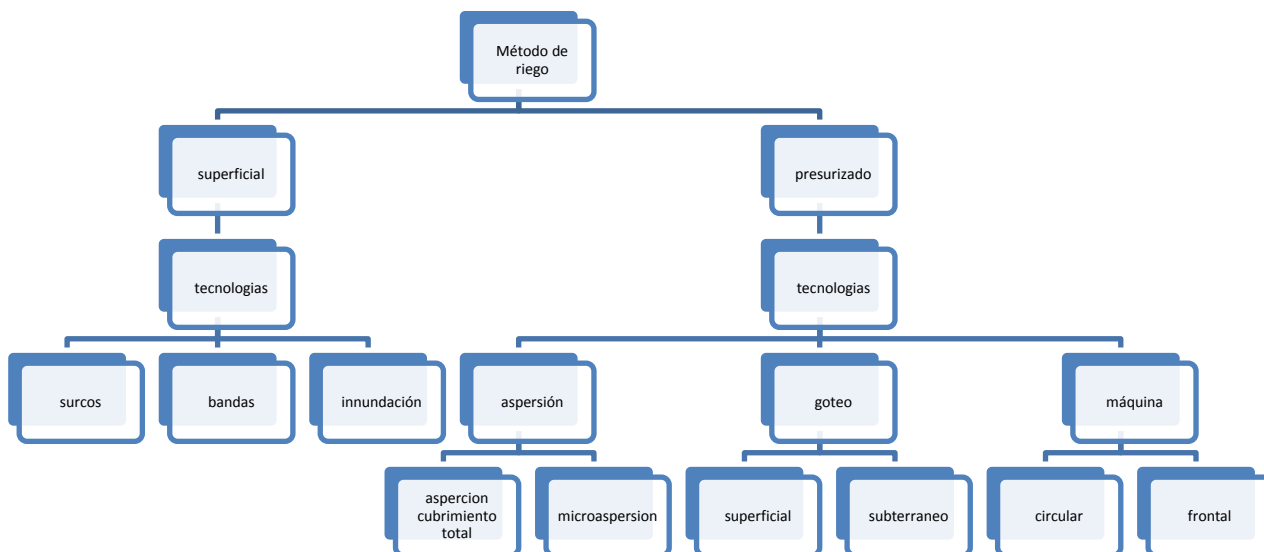 Método de
riego
superficial
presurizado
tecnologias
tecnologias
surcos
bandas
innundación
aspersión
goteo
máquina
aspercion
cubrimiento
total
microaspersion
superficial
subterraneo
circular
frontal